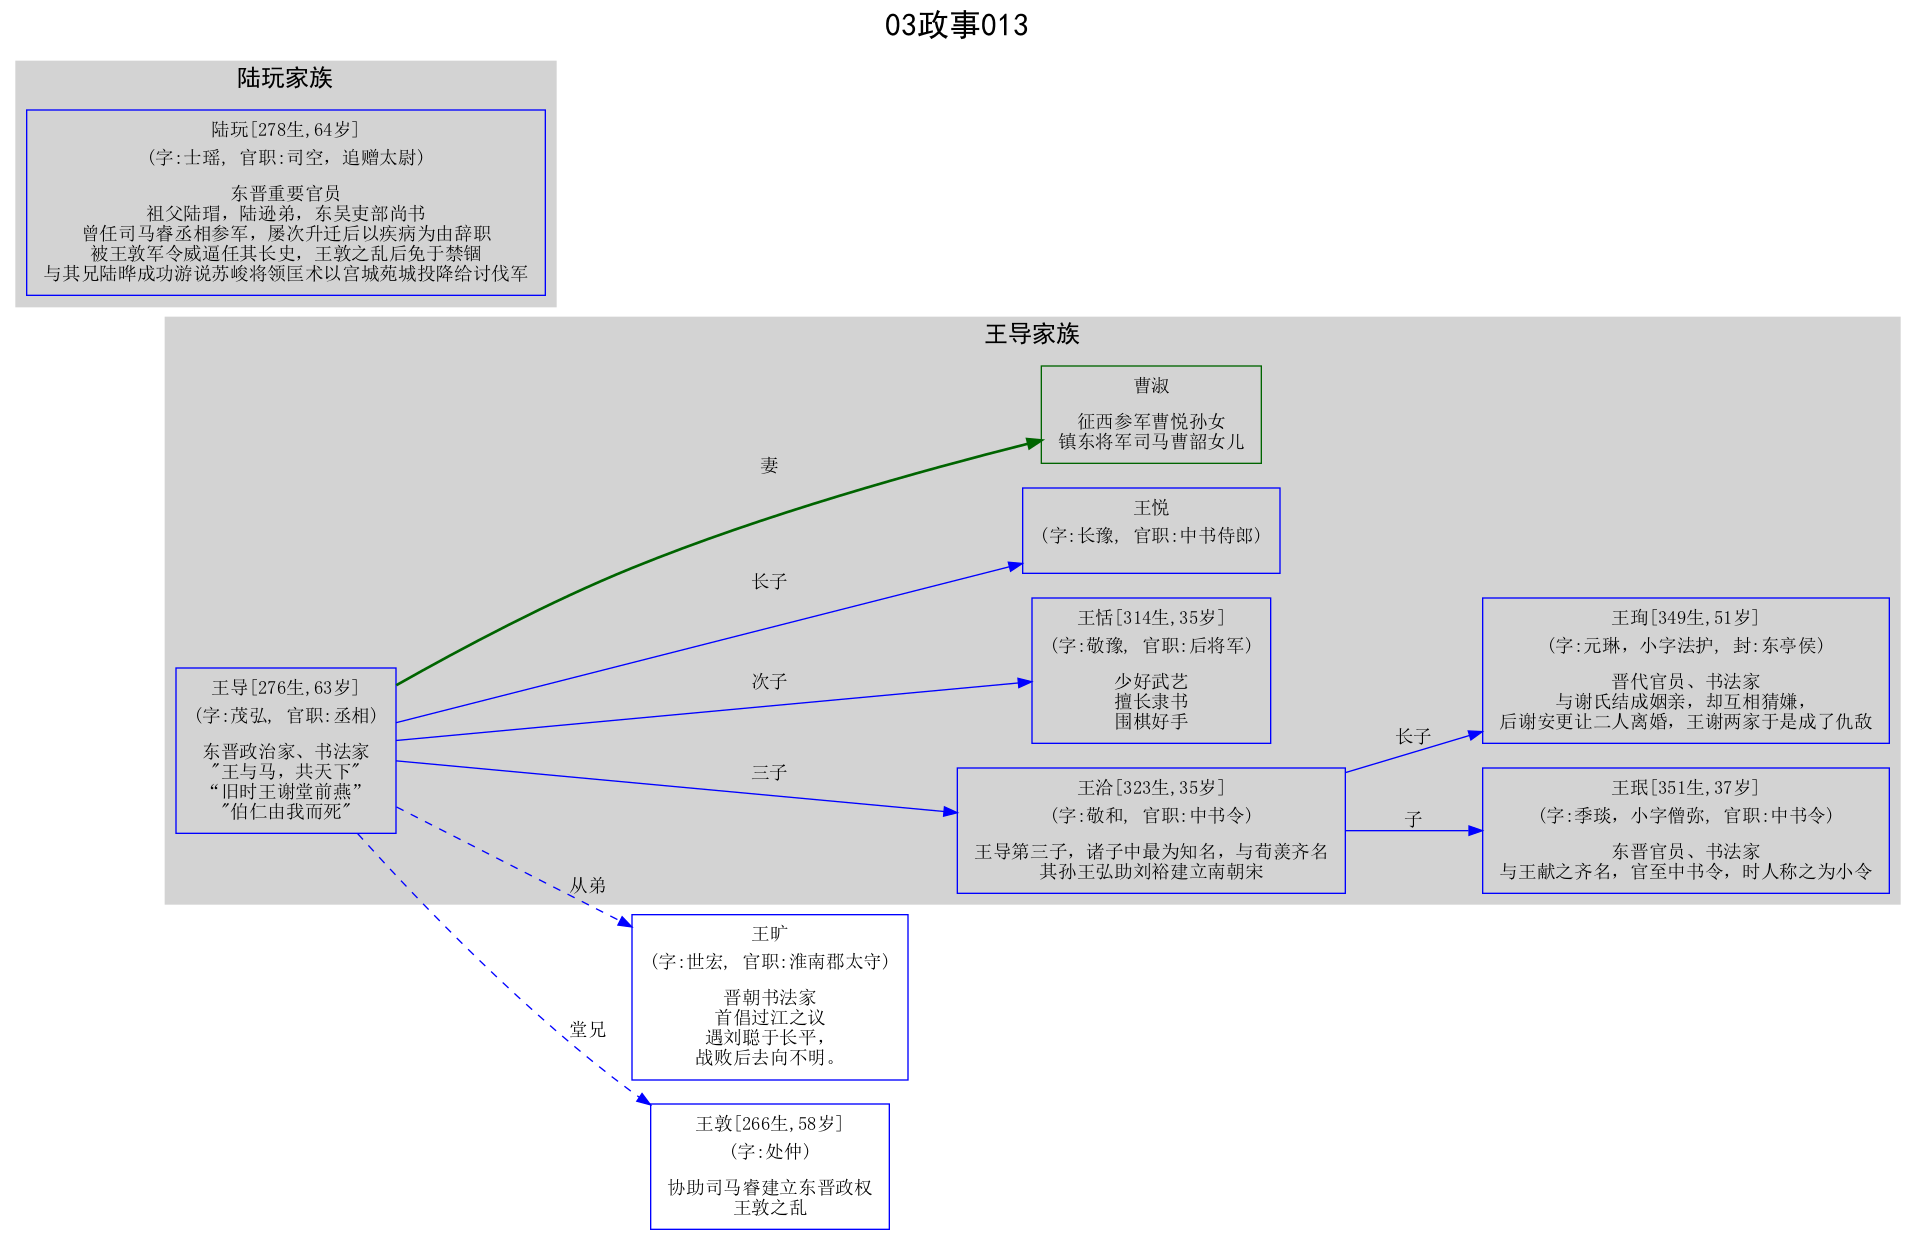 03政事013
陆玩家族
陆玩[278生,64岁]
(字:士瑶, 官职:司空，追赠太尉)
东晋重要官员
祖父陆瑁，陆逊弟，东吴吏部尚书
曾任司马睿丞相参军，屡次升迁后以疾病为由辞职
被王敦军令威逼任其长史，王敦之乱后免于禁锢
与其兄陆晔成功游说苏峻将领匡术以宫城苑城投降给讨伐军
王导家族
曹淑
征西参军曹悦孙女
镇东将军司马曹韶女儿
妻
王悦
(字:长豫, 官职:中书侍郎)
长子
王恬[314生,35岁]
(字:敬豫, 官职:后将军)
少好武艺
擅长隶书
围棋好手
次子
王珣[349生,51岁]
(字:元琳，小字法护, 封:东亭侯)
晋代官员、书法家
与谢氏结成姻亲，却互相猜嫌，
后谢安更让二人离婚，王谢两家于是成了仇敌
长子
王导[276生,63岁]
(字:茂弘, 官职:丞相)
东晋政治家、书法家
"王与马，共天下"
“旧时王谢堂前燕”
"伯仁由我而死"
三子
王洽[323生,35岁]
(字:敬和, 官职:中书令)
王导第三子，诸子中最为知名，与荀羡齐名
其孙王弘助刘裕建立南朝宋
子
王珉[351生,37岁]
(字:季琰，小字僧弥, 官职:中书令)
东晋官员、书法家
与王献之齐名，官至中书令，时人称之为小令
从弟
王旷
(字:世宏, 官职:淮南郡太守)
晋朝书法家
首倡过江之议
遇刘聪于长平，
战败后去向不明。
堂兄
王敦[266生,58岁]
(字:处仲)
协助司马睿建立东晋政权
王敦之乱